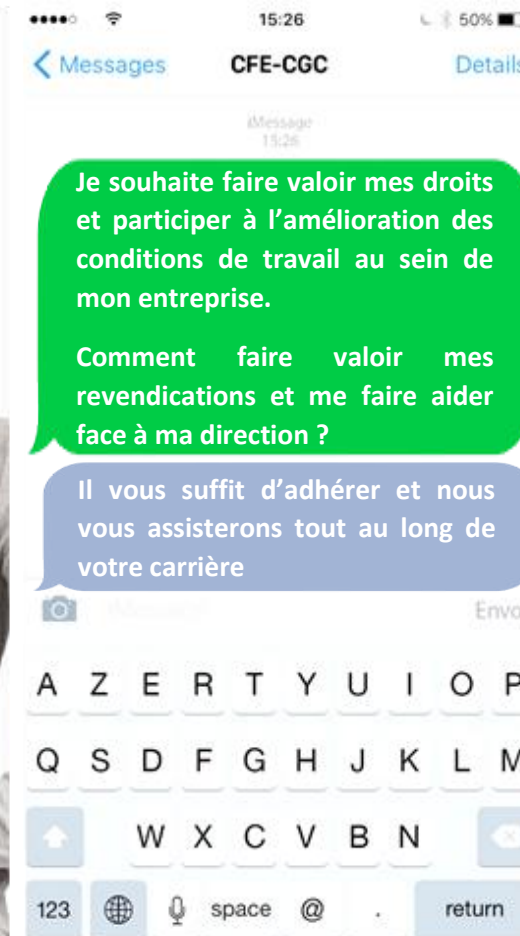 15:26 50%
Messages CFE-CGC Details
iMessage
15:26
Je souhaite faire valoir mes droits
et participer à l’amélioration des
conditions de travail au sein de
mon entreprise.
Comment faire valoir mes
revendications et me faire aider
face à ma direction ?
Il vous suffit d’adhérer et nous
vous assisterons tout au long de
votre carrière
Envo
A Z E R T Y U I O P
Q S D F G H J K L M
W X C V B N
123 space @ . return